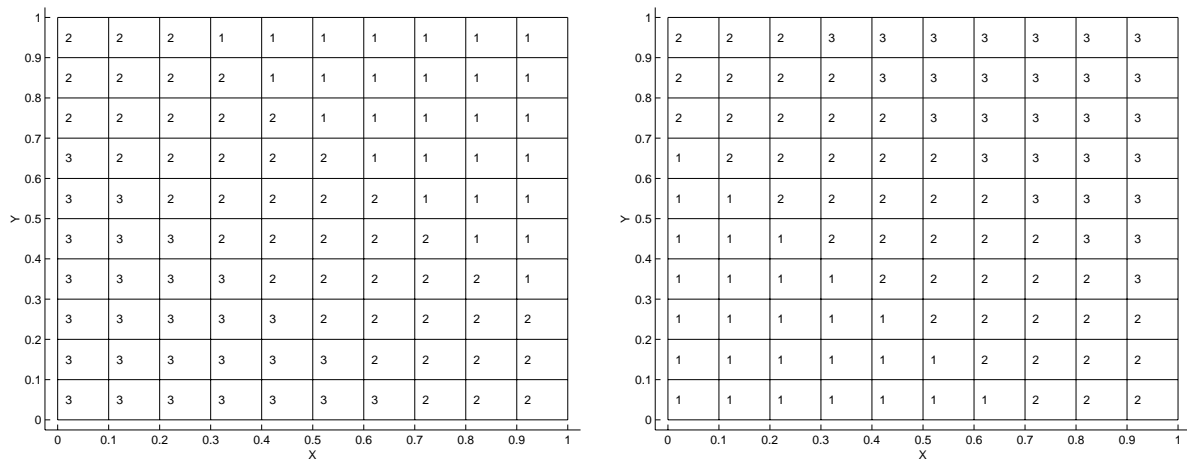 1 1
2 2 2 1 1 1 1 1 1 1 2 2 2 3 3 3 3 3 3 3
0.9 0.9
2 2 2 2 1 1 1 1 1 1 2 2 2 2 3 3 3 3 3 3
0.8 0.8
2 2 2 2 2 1 1 1 1 1 2 2 2 2 2 3 3 3 3 3
0.7 0.7
3 2 2 2 2 2 1 1 1 1 1 2 2 2 2 2 3 3 3 3
0.6 0.6
3 3 2 2 2 2 2 1 1 1 1 1 2 2 2 2 2 3 3 3
Y 0.5 Y 0.5
3 3 3 2 2 2 2 2 1 1 1 1 1 2 2 2 2 2 3 3
0.4 0.4
3 3 3 3 2 2 2 2 2 1 1 1 1 1 2 2 2 2 2 3
0.3 0.3
3 3 3 3 3 2 2 2 2 2 1 1 1 1 1 2 2 2 2 2
0.2 0.2
3 3 3 3 3 3 2 2 2 2 1 1 1 1 1 1 2 2 2 2
0.1 0.1
3 3 3 3 3 3 3 2 2 2 1 1 1 1 1 1 1 2 2 2
0 0
0 0.1 0.2 0.3 0.4 0.5 0.6 0.7 0.8 0.9 1 0 0.1 0.2 0.3 0.4 0.5 0.6 0.7 0.8 0.9 1
X X